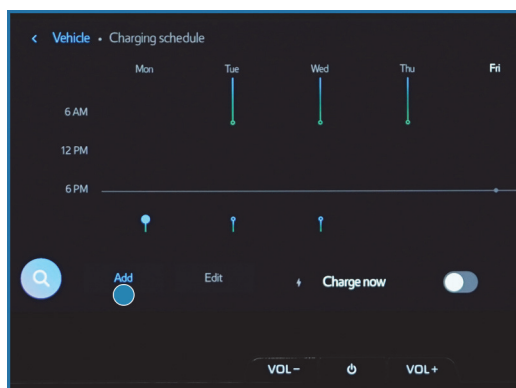 Vehicle • Charging schedule
Mon Tue Wed Thu Fri
6 AM
12 PM
6 PM
Add Edit Charge now
VOL− VOL+